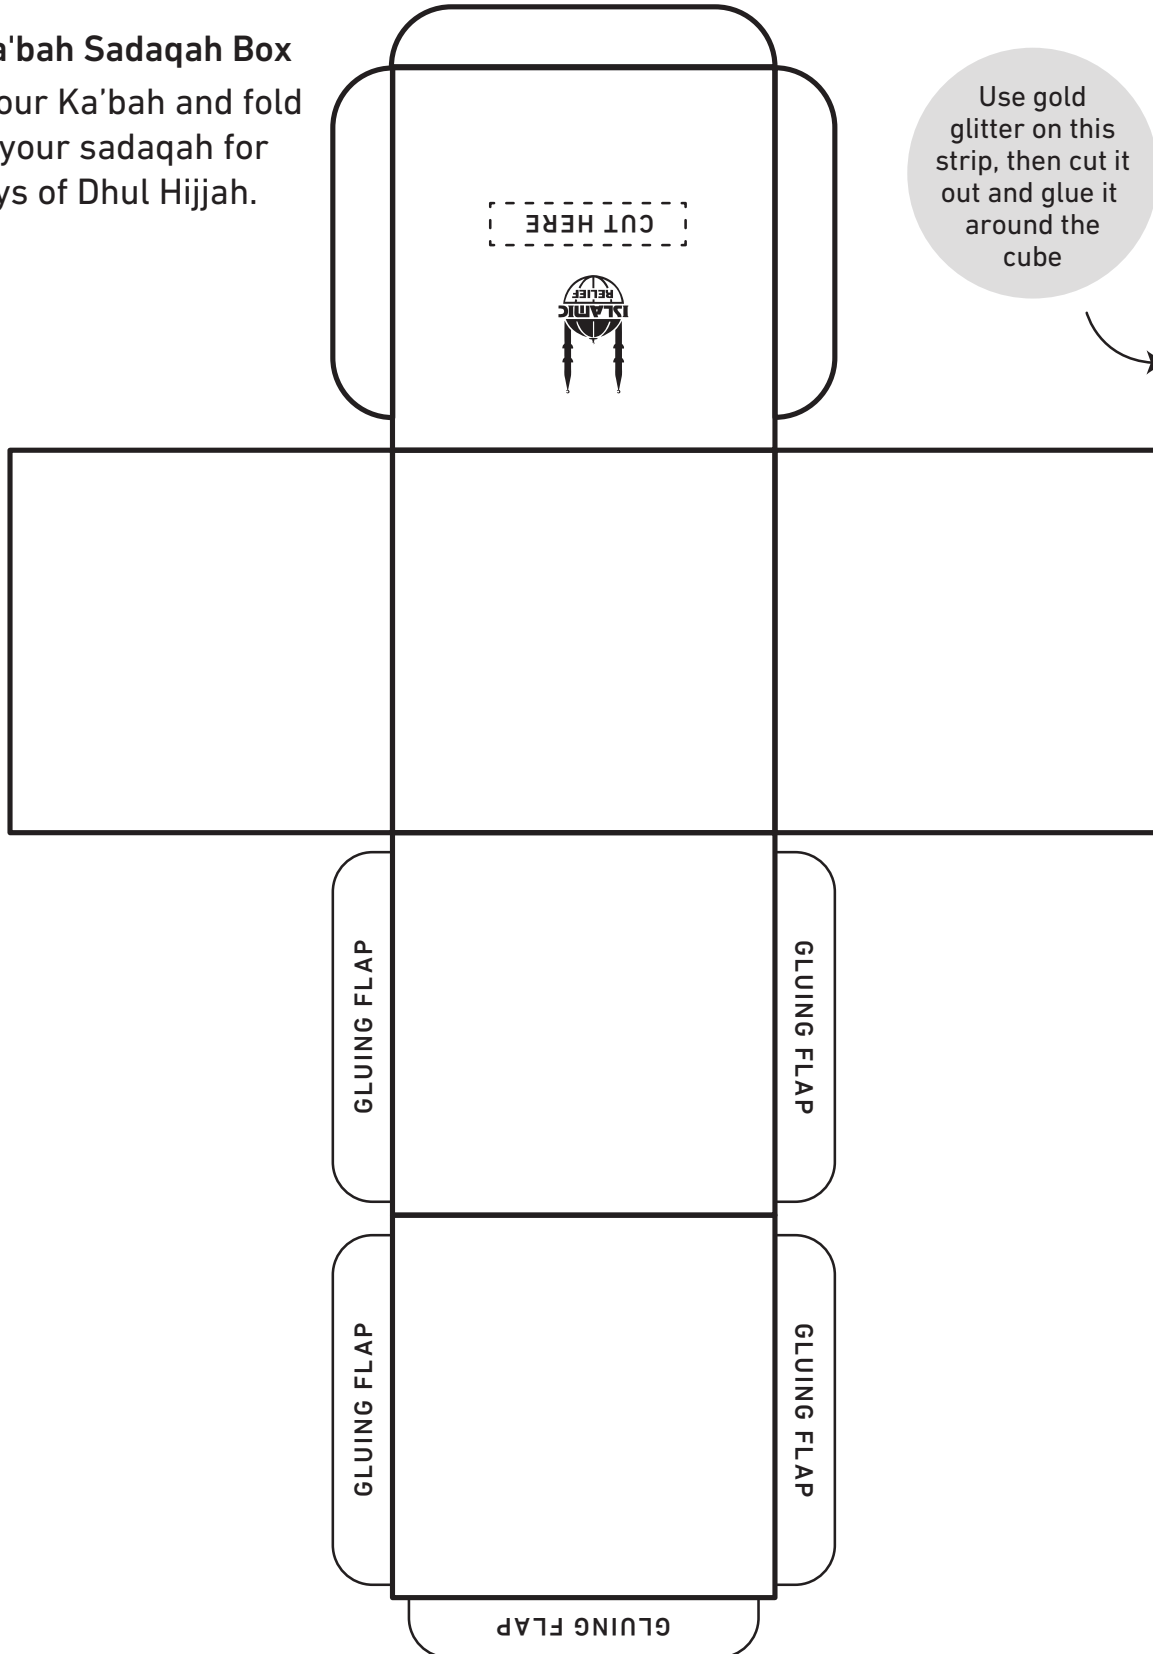 a'bah Sadaqah Box
our Ka’bah and fold
your sadaqah for
ys of Dhul Hijjah.
Use gold
glitter on this
strip, then cut it
out and glue it
around the
cube
CUT HERE
ISLAMIC
RELIEF
GLUING FLAP
GLUING FLAP
GLUING FLAP
GLUING FLAP
GLUING FLAP